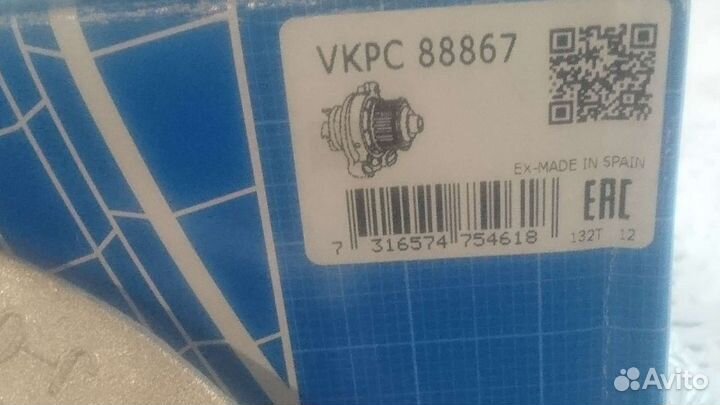 VKPC 88867
Ex-MADE IN SPAIN
EAC
7 316574 754618
132T 12
Avito